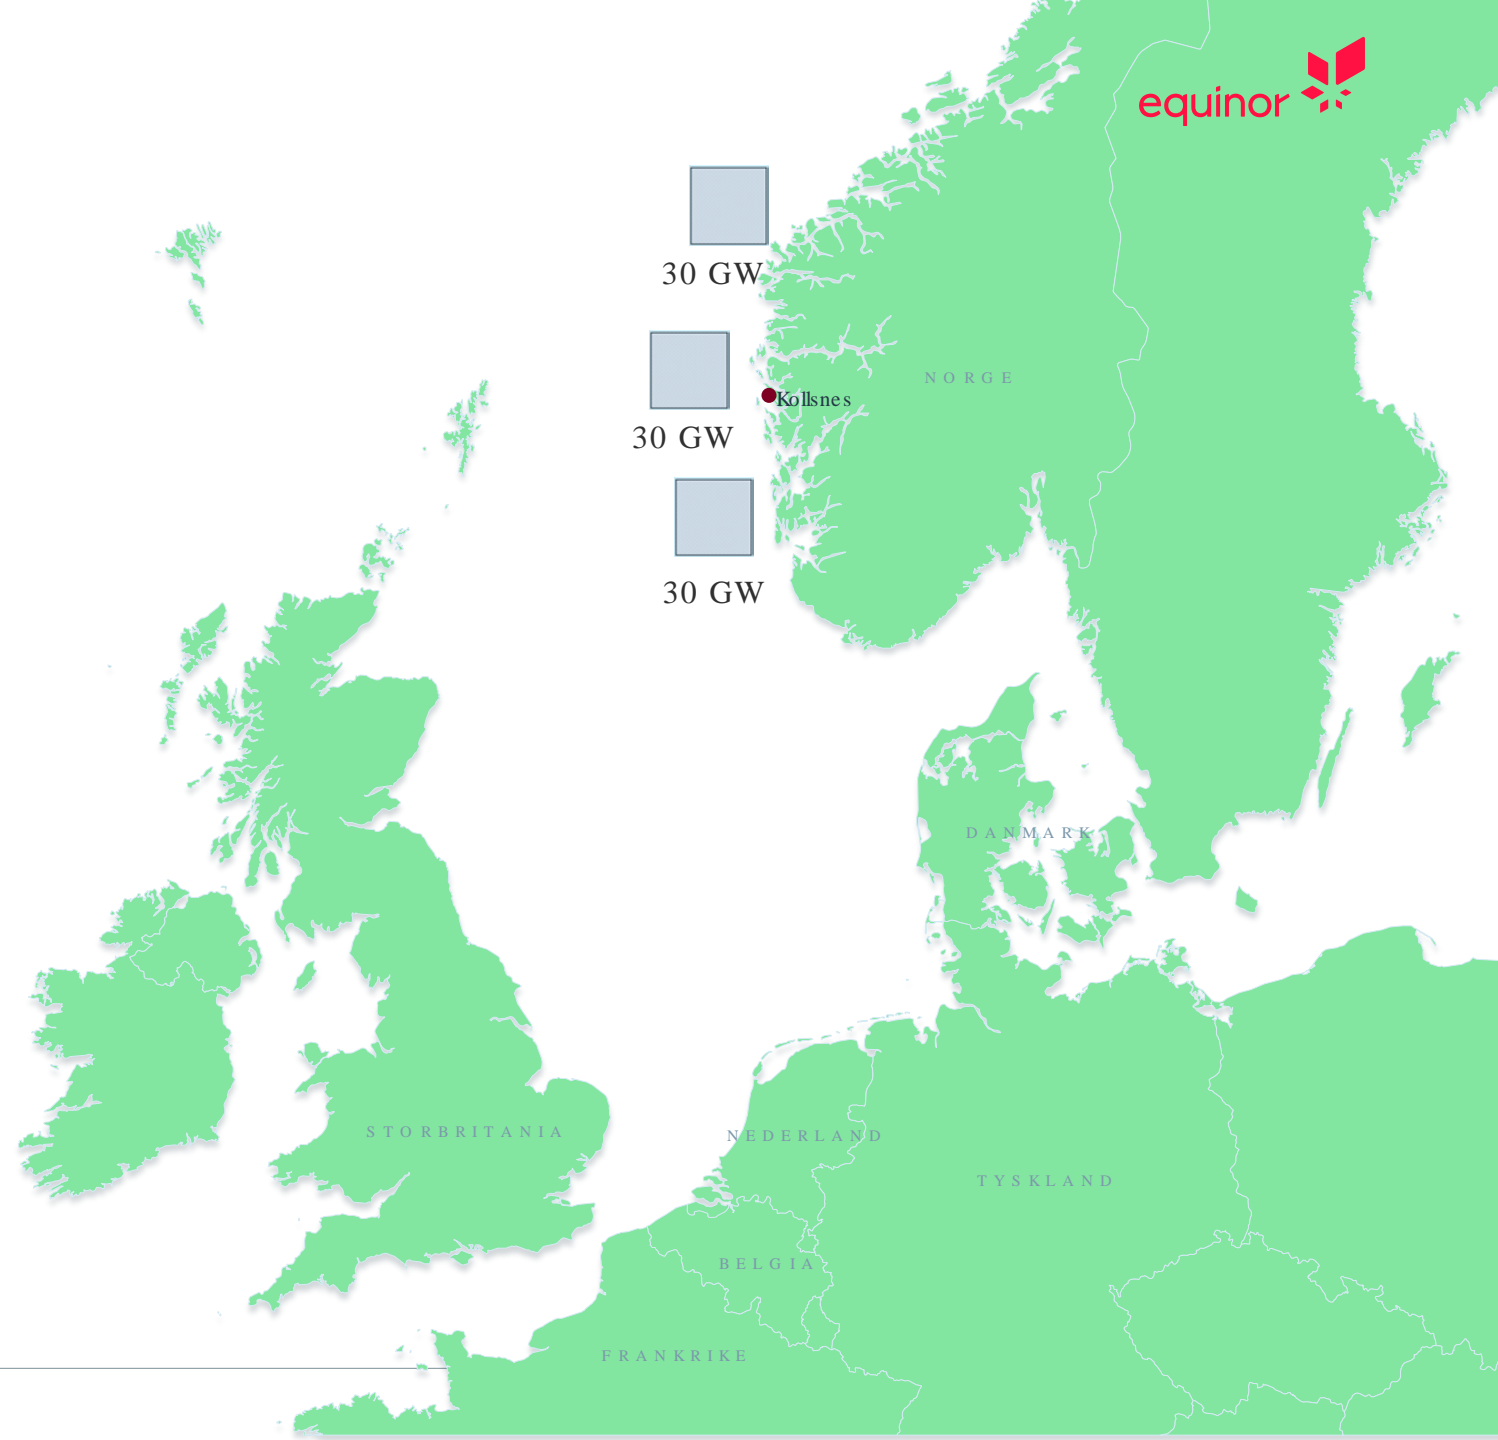 equinor
30 GW
NORGE
Kollsnes
30 GW
30 GW
DANMARK
STORBRITANIA
NEDERLAND
TYSKLAND
BELGIA
FRANKRIKE